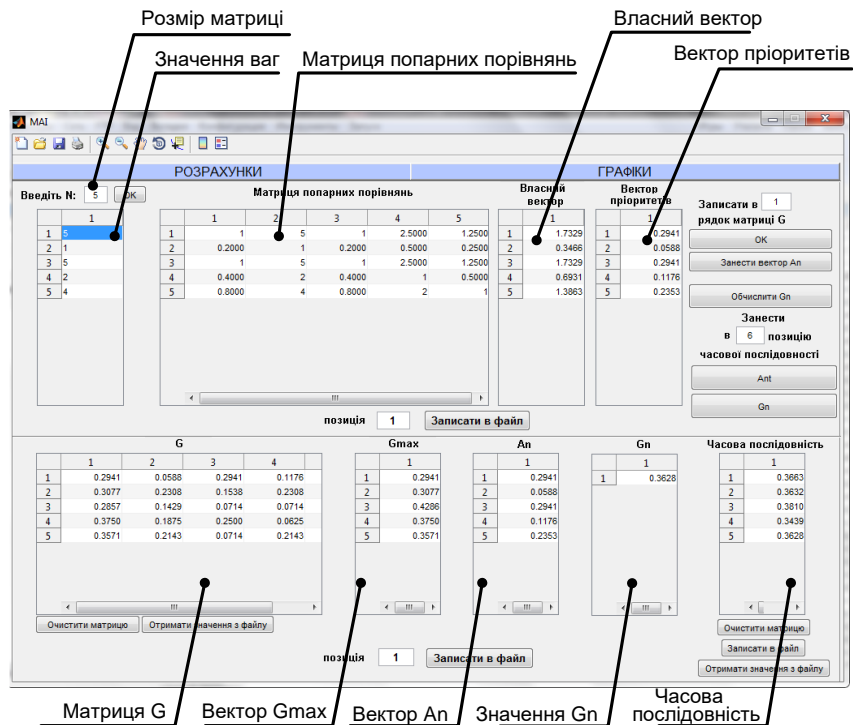 Розмір матриці
Власний вектор
Значення ваг
Матриця попарних порівнянь
Вектор пріоритетів
MAI
РОЗРАХУНКИ
ГРАФІКИ
Введіть N: 5 OK
Матриця попарних порівнянь
Власний вектор
Вектор пріоритетів
1
1 5
2 1
3 5
4 2
5 4
1 2 3 4 5
1 1 5 1 2.5000 1.2500
2 0.2000 1 0.2000 0.5000 0.2500
3 1 5 1 2.5000 1.2500
4 0.4000 2 0.4000 1 0.5000
5 0.8000 4 0.8000 2 1
1
1 1.7329
2 0.3466
3 1.7329
4 0.6931
5 1.3863
1
1 0.2941
2 0.0588
3 0.2941
4 0.1176
5 0.2353
Записати в 1
рядок матриці G
OK
Занести вектор An
Обчислити Gn
Занести
в 6 позицію
часової послідовності
Ant
Gn
позиція 1 Записати в файл
G
1 2 3 4
1 0.2941 0.0588 0.2941 0.1176
2 0.3077 0.2308 0.1538 0.2308
3 0.2857 0.1429 0.0714 0.0714
4 0.3750 0.1875 0.2500 0.0625
5 0.3571 0.2143 0.0714 0.2143
Gmax
1
1 0.2941
2 0.3077
3 0.4286
4 0.3750
5 0.3571
An
1
1 0.2941
2 0.0588
3 0.2941
4 0.1176
5 0.2353
Gn
1
1 0.3628
Часова послідовність
1
1 0.3663
2 0.3632
3 0.3810
4 0.3439
5 0.3628
Очистити матрицю Отримати значення з файлу
Очистити матрицю
Записати в файл
Отримати значення з файлу
позиція 1 Записати в файл
Матриця G
Вектор Gmax
Вектор An
Значення Gn
Часова
послідовність